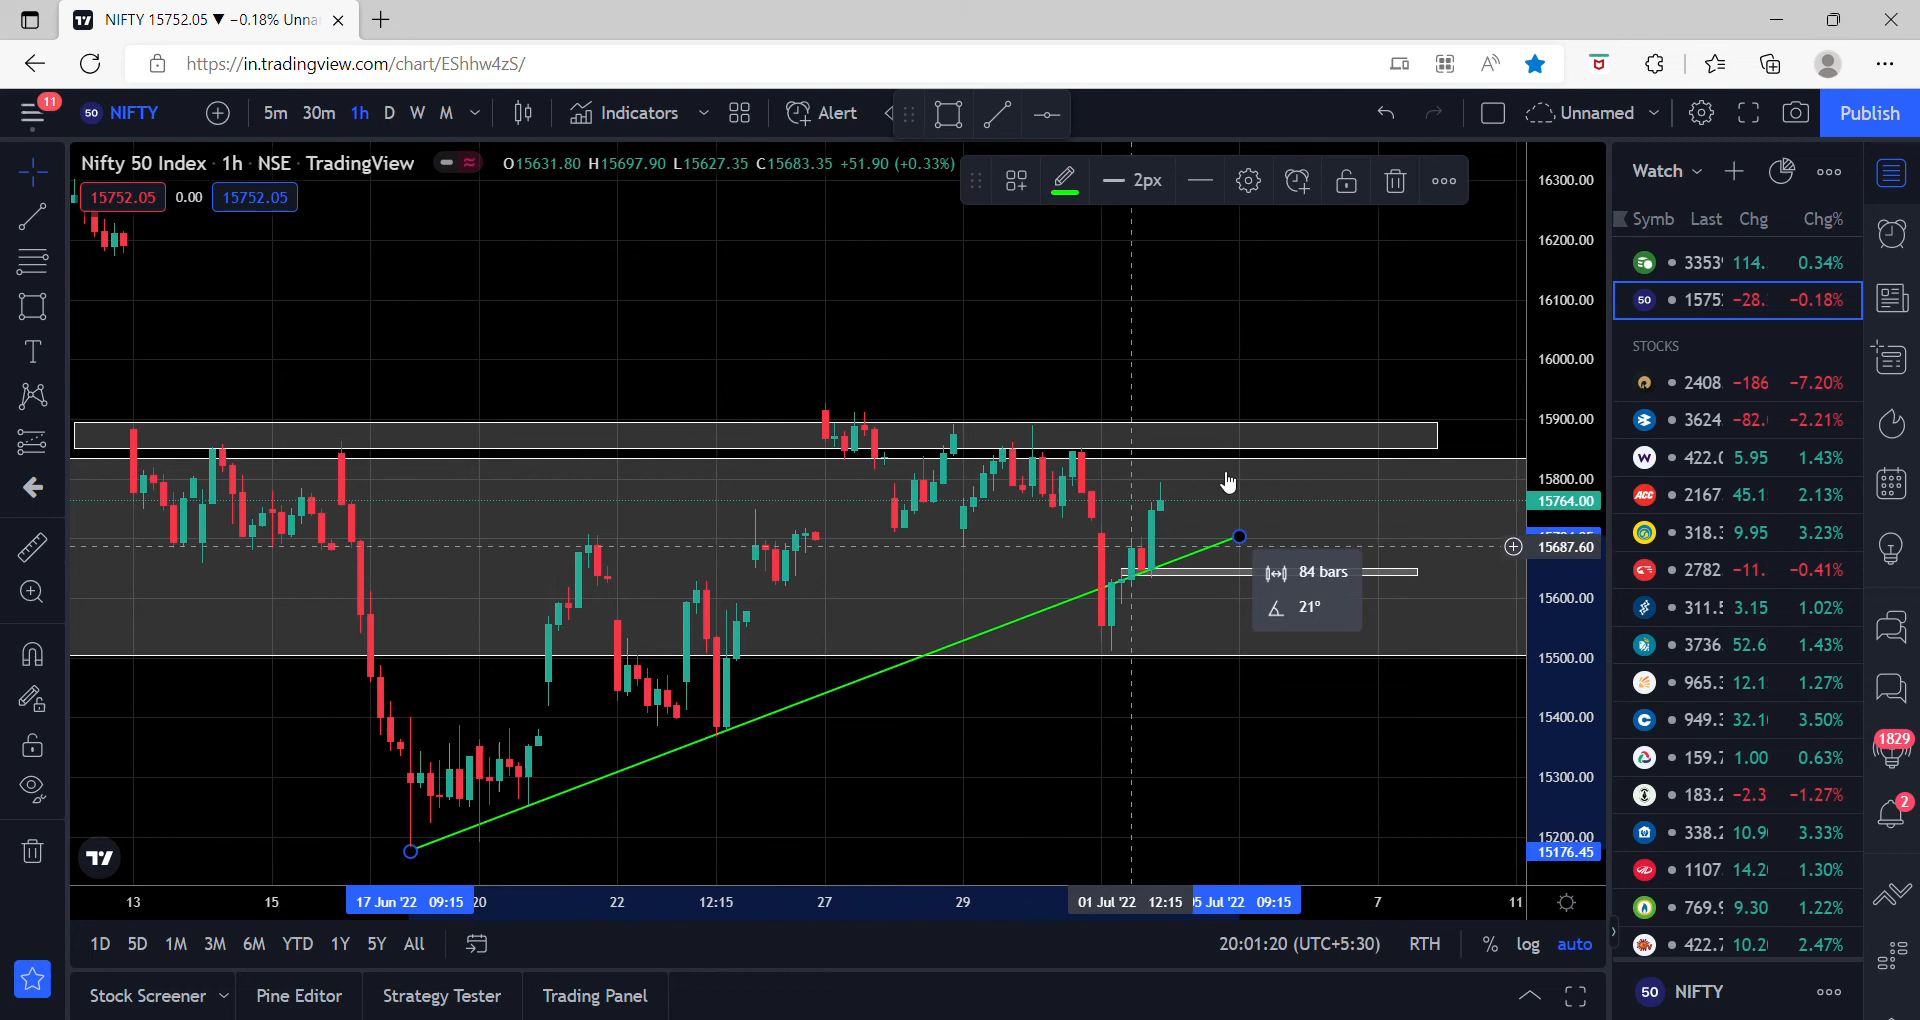 NIFTY 15752.05 ▼ −0.18% Unna
https://in.tradingview.com/chart/EShhw4zS/
11
50 NIFTY
5m 30m 1h D W M
Indicators
Alert
Unnamed
Publish
Nifty 50 Index · 1h · NSE · TradingView
O15631.80 H15697.90 L15627.35 C15683.35 +51.90 (+0.33%)
15752.05 0.00 15752.05
2px
Watch
Symb Last Chg Chg%
3353 114. 0.34%
50 1575 −28. −0.18%
STOCKS
2408 −186 −7.20%
3624 −82. −2.21%
W 422. 5.95 1.43%
ACC 2167 45.1 2.13%
318.3 9.95 3.23%
2782 −11. −0.41%
311. 3.15 1.02%
3736 52.6 1.43%
965. 12.1 1.27%
949. 32.1 3.50%
159. 1.00 0.63%
183.2 −2.3 −1.27%
338.2 10.9 3.33%
1107 14.2 1.30%
769. 9.30 1.22%
422. 10.2 2.47%
50 NIFTY
1829
2
16300.00
16200.00
16100.00
16000.00
15900.00
15800.00
15764.00
15687.60
15600.00
15500.00
15400.00
15300.00
15200.00
15176.45
84 bars
21°
13 15 17 Jun '22 09:15 20 22 12:15 27 29 01 Jul '22 12:15 5 Jul '22 09:15 7 11
1D 5D 1M 3M 6M YTD 1Y 5Y All
20:01:20 (UTC+5:30) RTH % log auto
Stock Screener Pine Editor Strategy Tester Trading Panel